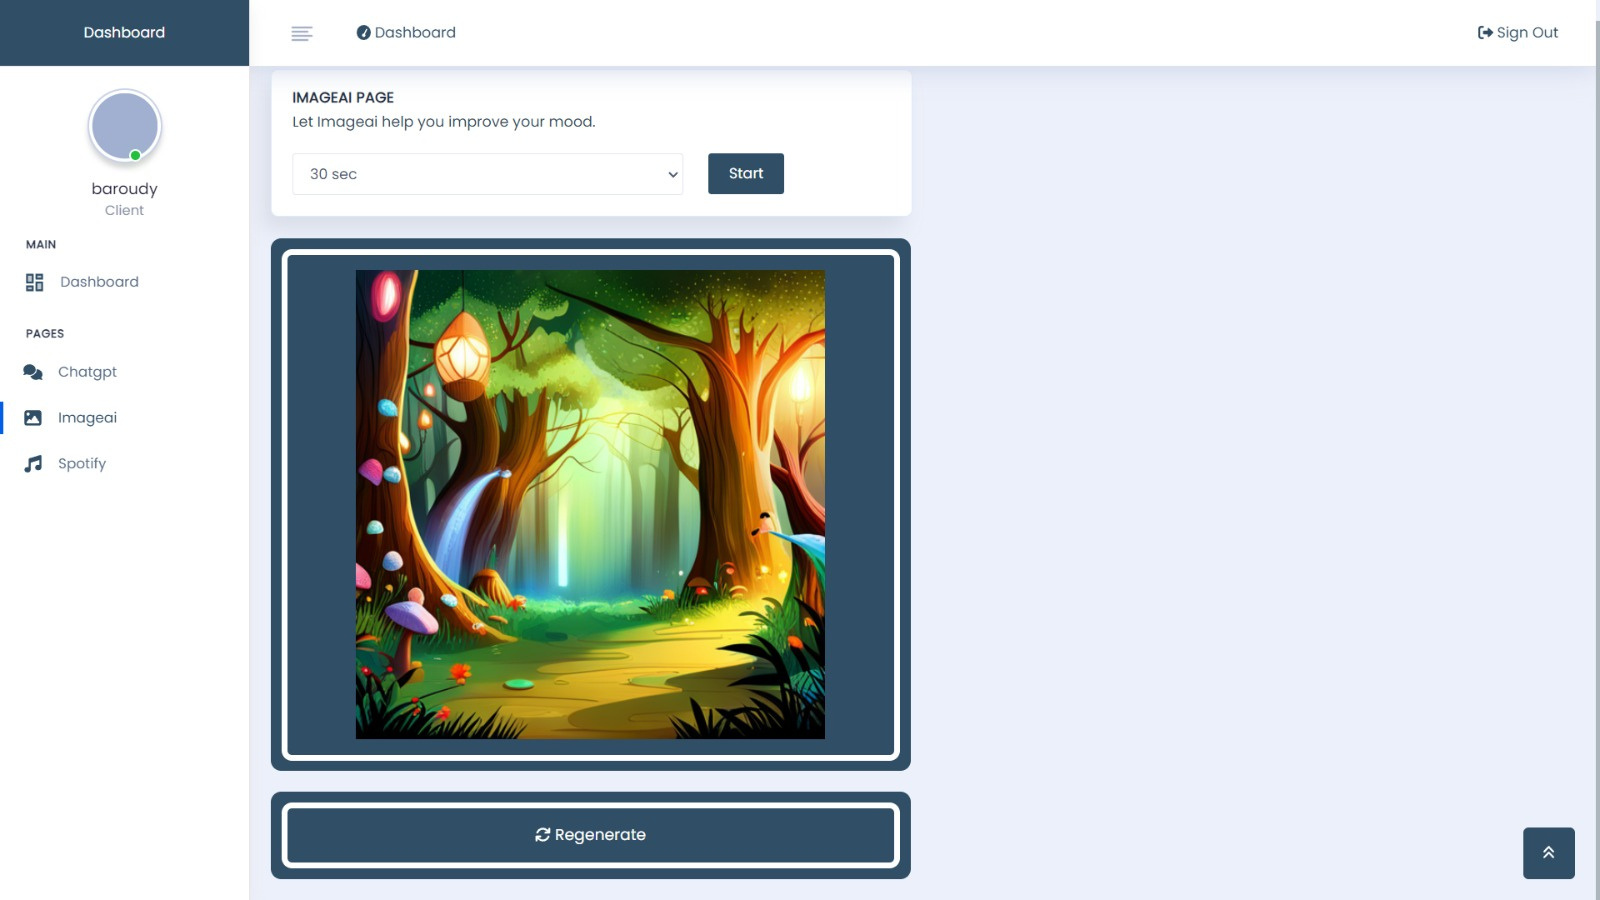 Dashboard
Dashboard
Sign Out
baroudy
Client
MAIN
Dashboard
PAGES
Chatgpt
Imageai
Spotify
IMAGEAI PAGE
Let Imageai help you improve your mood.
30 sec
Start
Regenerate